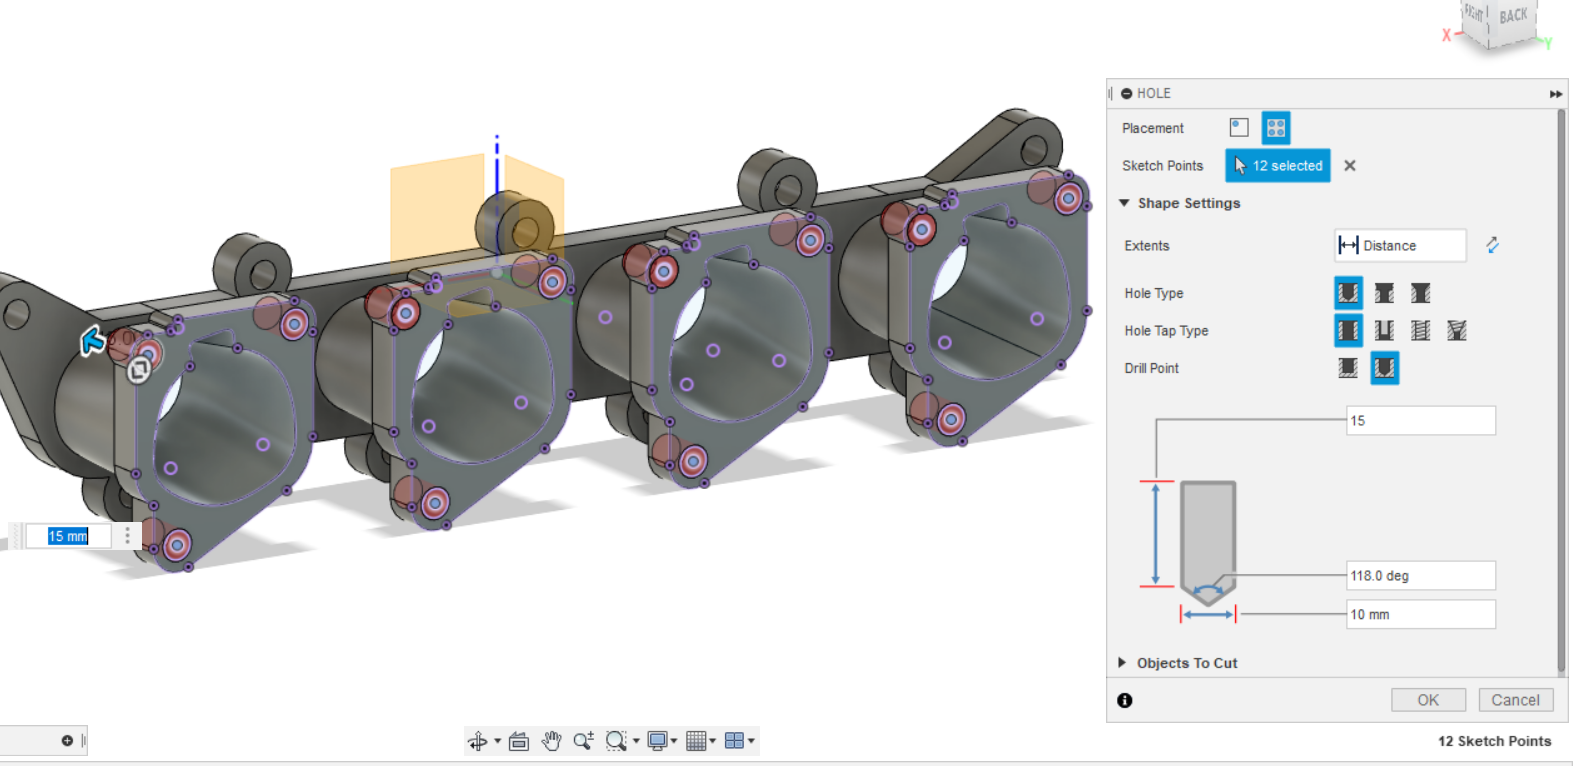 RIGHT
BACK
X
Y
HOLE
Placement
Sketch Points
12 selected
Shape Settings
Extents
Distance
Hole Type
Hole Tap Type
Drill Point
15
118.0 deg
10 mm
Objects To Cut
OK
Cancel
15 mm
12 Sketch Points